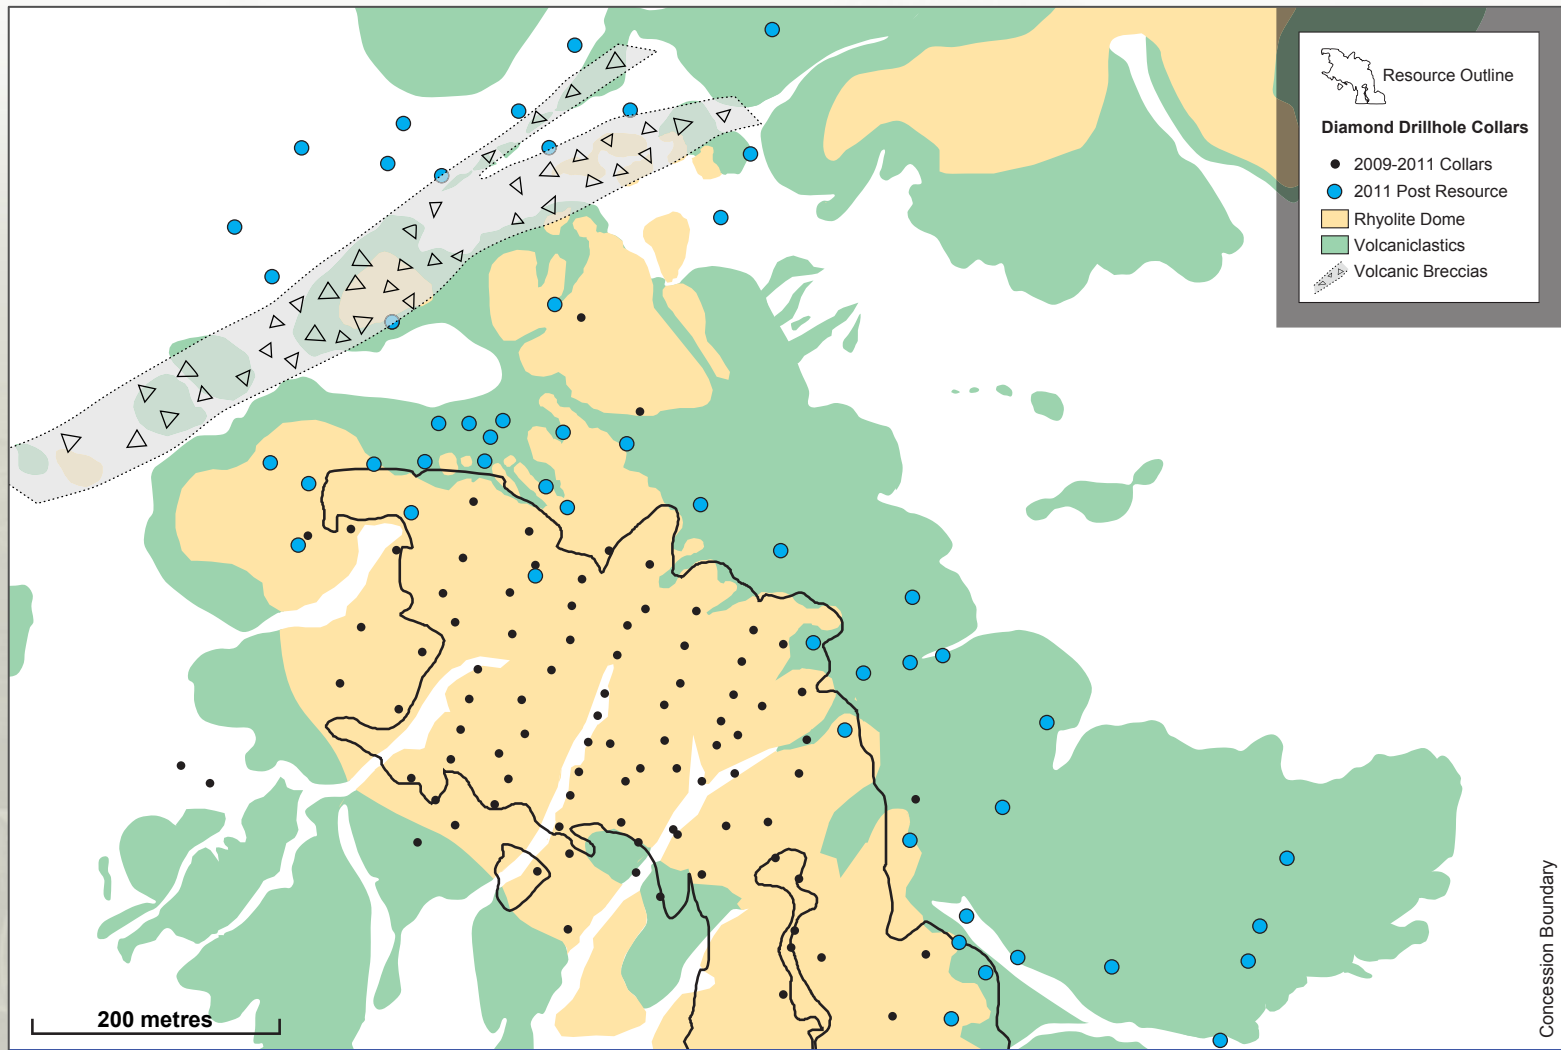 Resource Outline
Diamond Drillhole Collars
2009-2011 Collars
2011 Post Resource
Rhyolite Dome
Volcaniclastics
Volcanic Breccias
Concession Boundary
200 metres